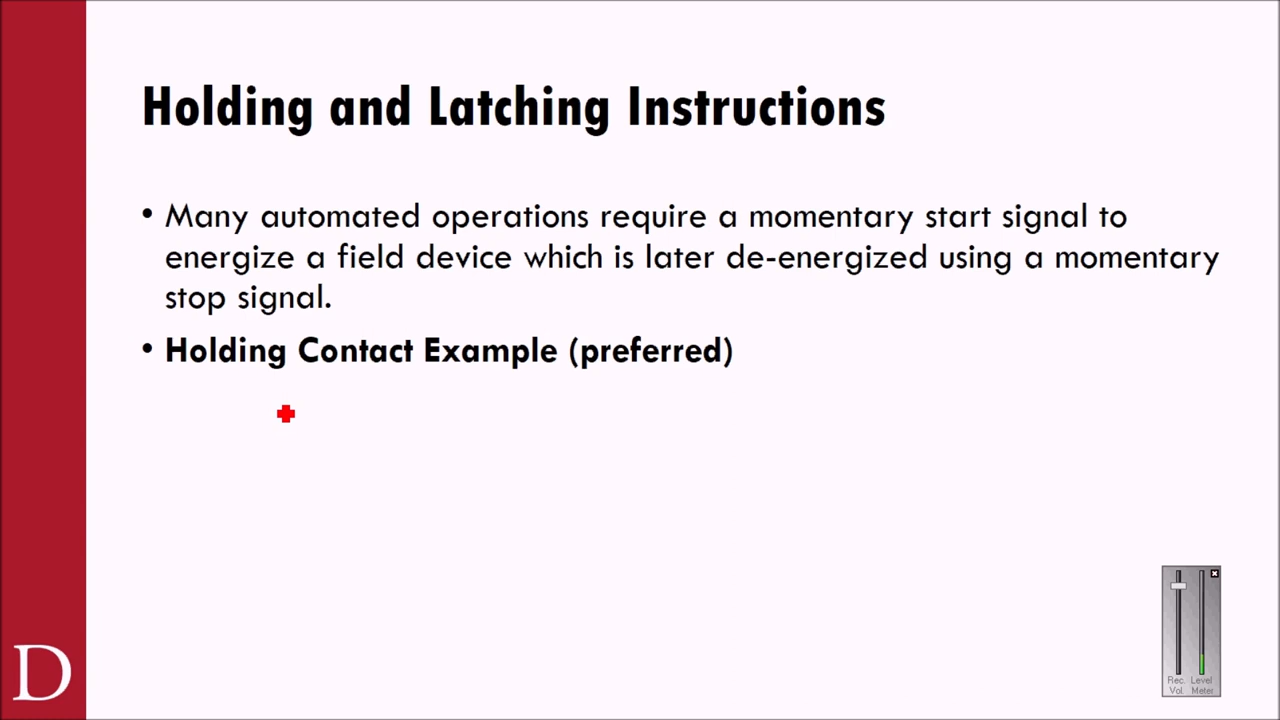 Holding and Latching Instructions
• Many automated operations require a momentary start signal to
energize a field device which is later de-energized using a momentary
stop signal.
• Holding Contact Example (preferred)
Rec. Level
Vol. Meter
D